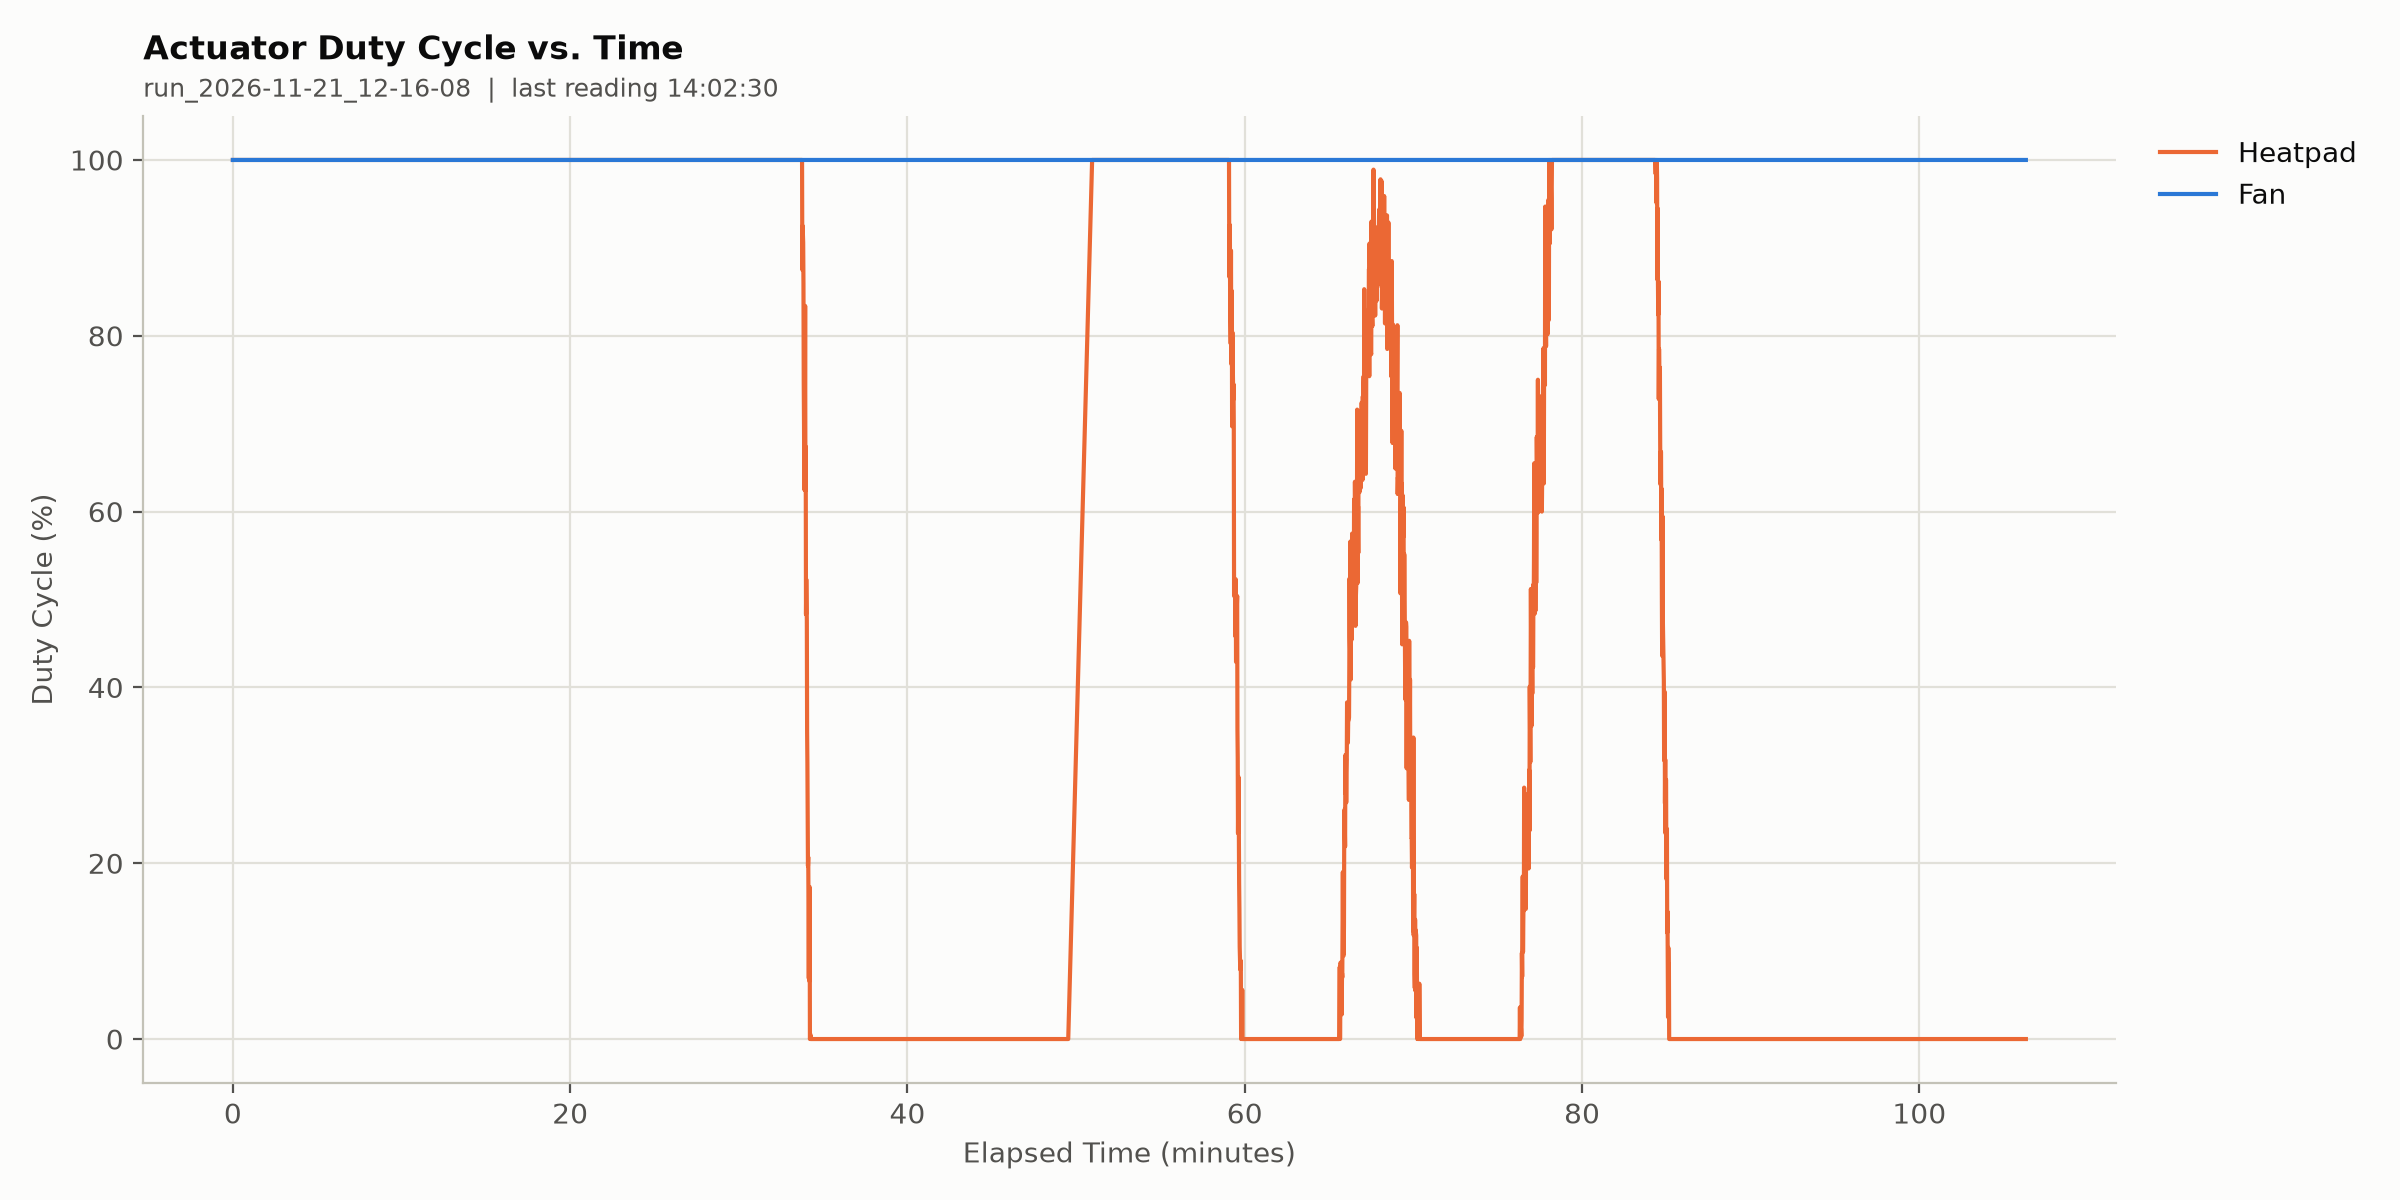 Actuator Duty Cycle vs. Time
run_2026-11-21_12-16-08 | last reading 14:02:30
Heatpad
Fan
Duty Cycle (%)
100
80
60
40
20
0
0 20 40 60 80 100
Elapsed Time (minutes)